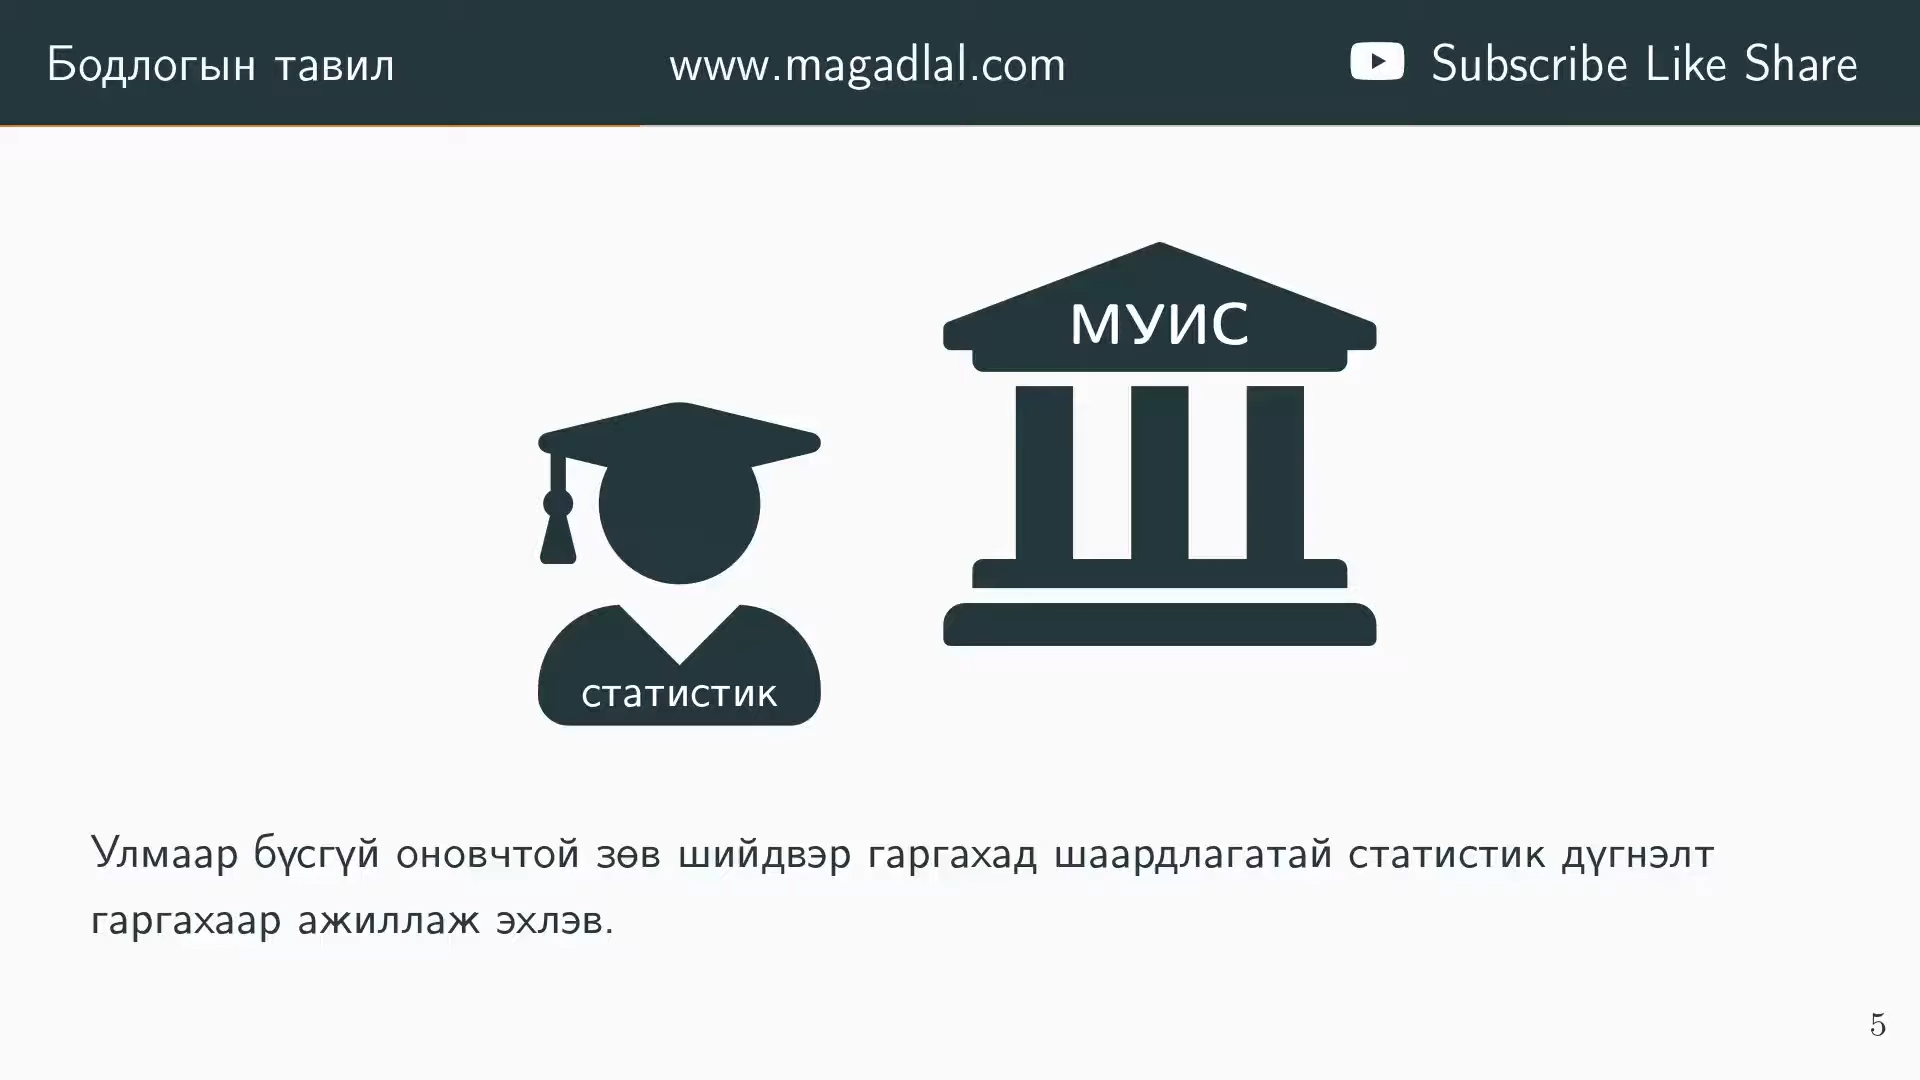 Бодлогын тавил
www.magadlal.com
Subscribe Like Share
МУИС
статистик
Улмаар бүсгүй оновчтой зөв шийдвэр гаргахад шаардлагатай статистик дүгнэлт
гаргахаар ажиллаж эхлэв.
5